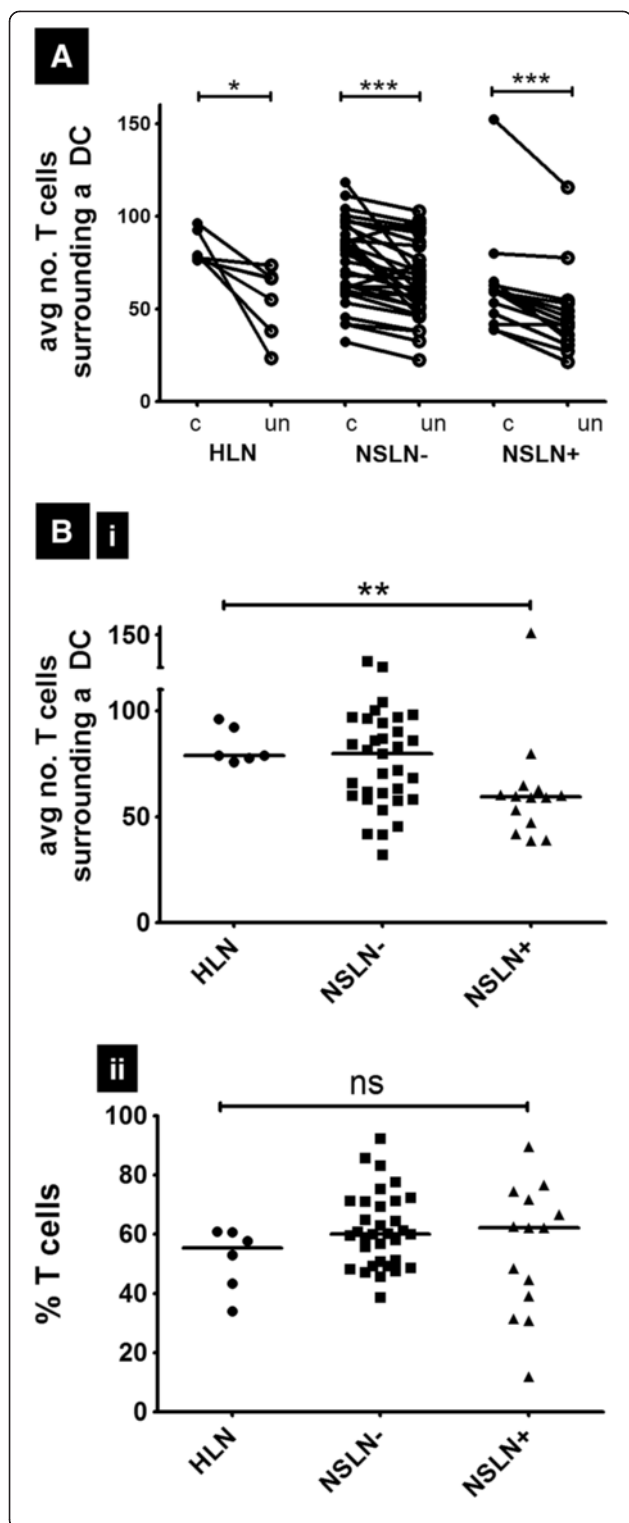 A
* *** ***
150
100
50
0
avg no. T cells
surrounding a DC
c un c un c un
HLN NSLN- NSLN+
B i
**
150
100
50
0
avg no. T cells
surrounding a DC
HLN NSLN- NSLN+
ii
ns
100
80
60
40
20
0
% T cells
HLN NSLN- NSLN+